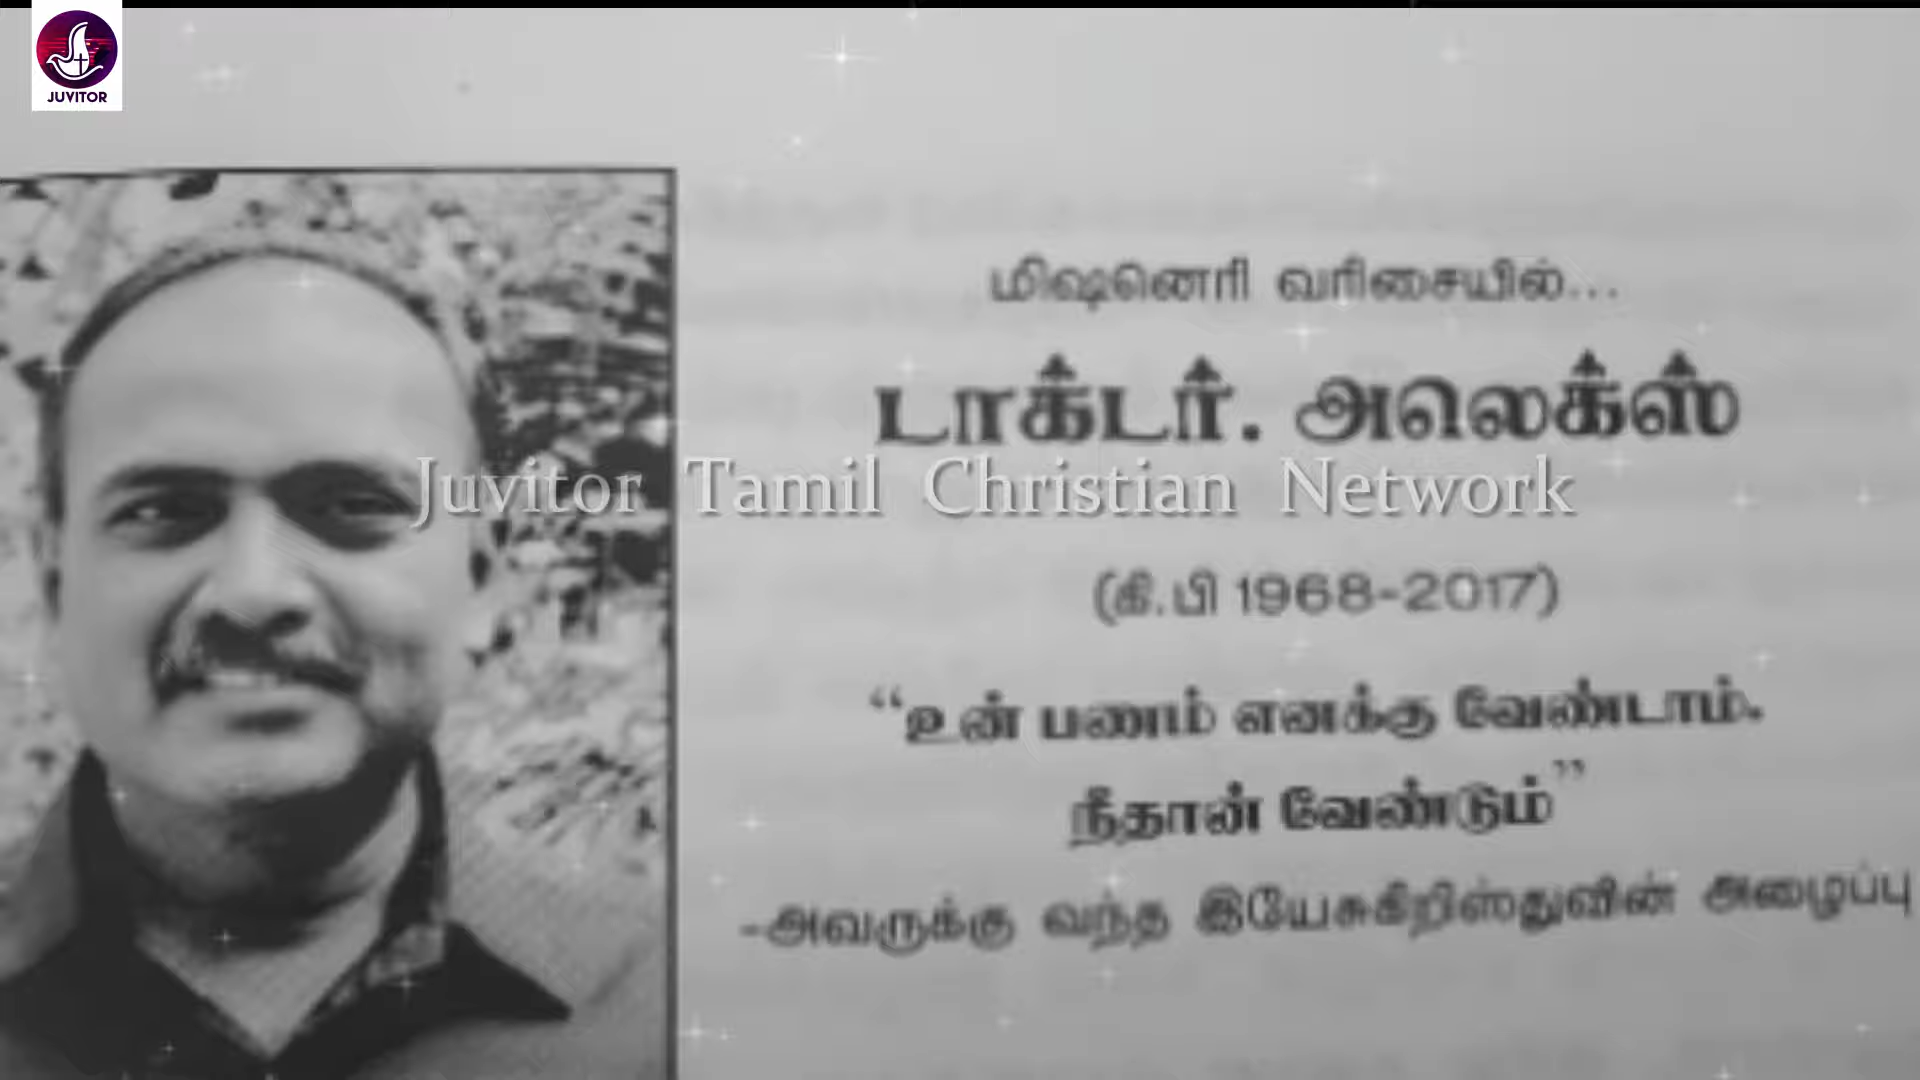 JUVITOR
மிஷனெரி வரிசையில்...
டாக்டர். அலெக்ஸ்
Juvitor Tamil Christian Network
(கி.பி 1968-2017)
“உன் பணம் எனக்கு வேண்டாம்.
நீதான் வேண்டும்”
-அவருக்கு வந்த இயேசுகிறிஸ்துவின் அழைப்பு